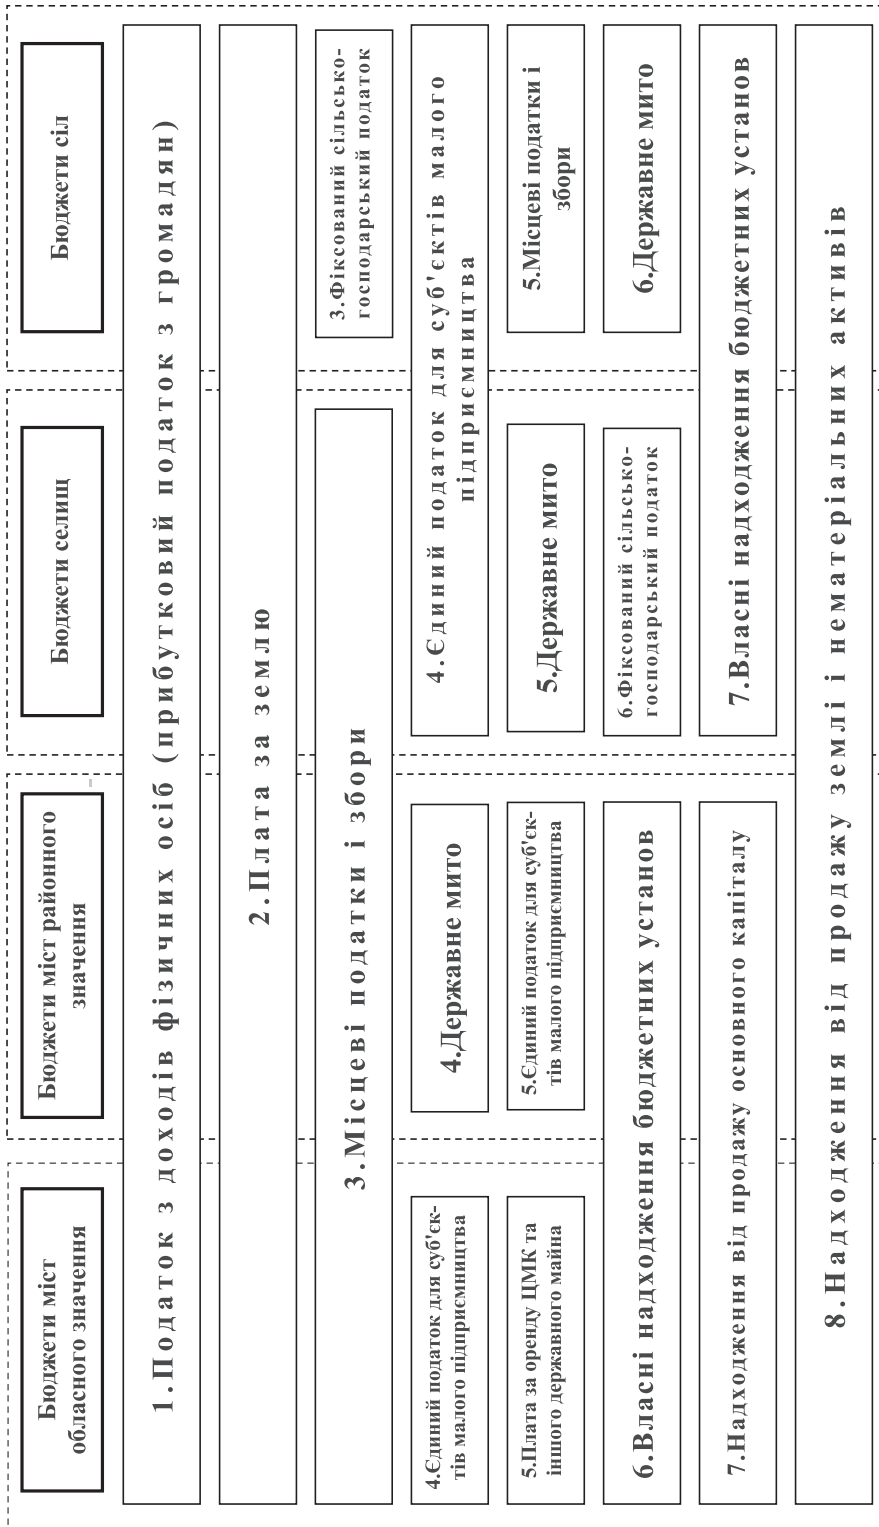 Бюджети міст
обласного значення
Бюджети міст районного
значення
Бюджети селищ
Бюджети сіл
1.Податок з доходів фізичних осіб (прибутковий податок з громадян)
2.Плата за землю
3.Місцеві податки і збори
3.Фіксований сільсько-
господарський податок
4.Єдиний податок для суб'єк-
тів малого підприємництва
4.Державне мито
4.Єдиний податок для суб'єктів малого
підприємництва
5.Плата за оренду ЦМК та
іншого державного майна
5.Єдиний податок для суб'єк-
тів малого підприємництва
5.Державне мито
5.Місцеві податки і
збори
6.Власні надходження бюджетних установ
6.Фіксований сільсько-
господарський податок
6.Державне мито
7.Надходження від продажу основного капіталу
7.Власні надходження бюджетних установ
8.Надходження від продажу землі і нематеріальних активів